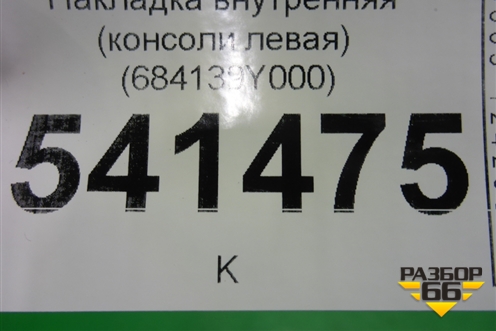 Накладка внутренняя
(консоли левая)
(684139Y000)
541475
К
РАЗБОР
66